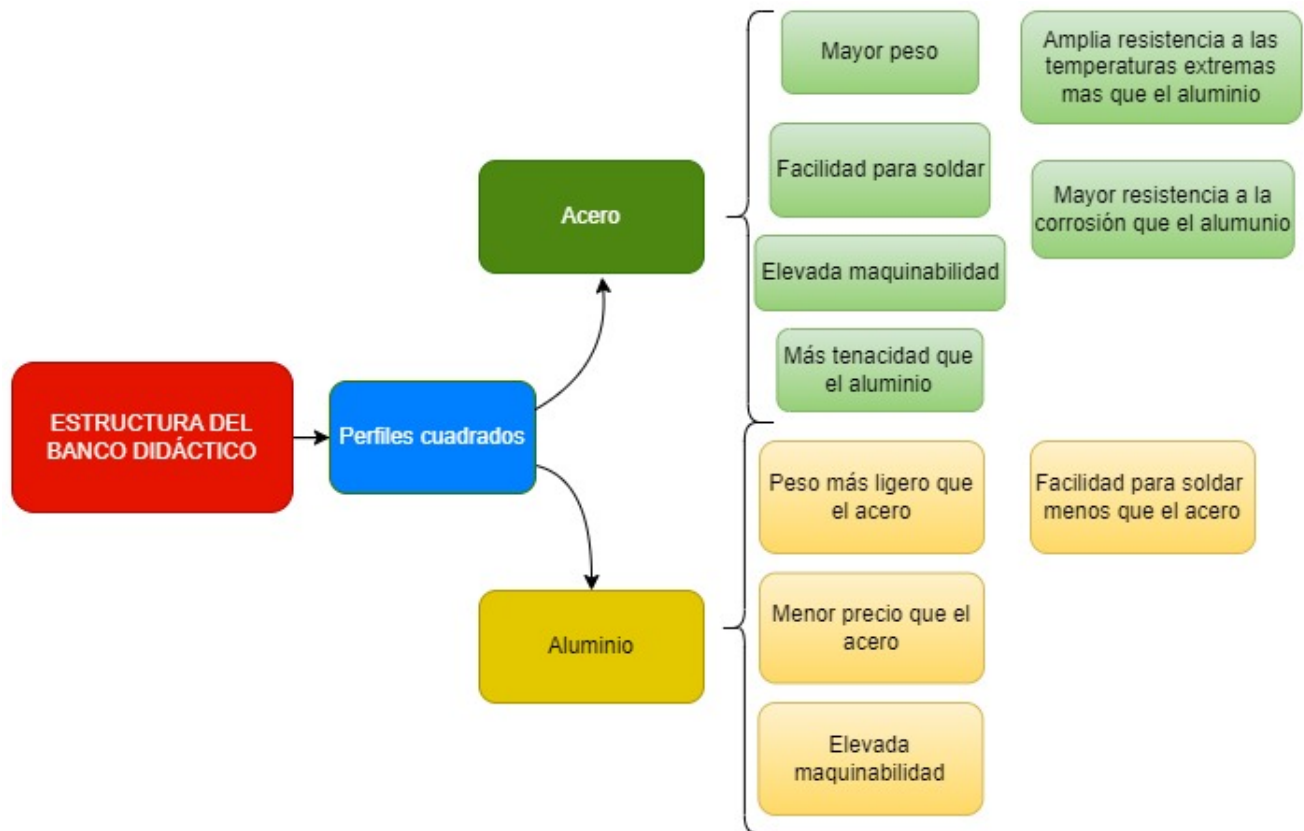 ESTRUCTURA DEL
BANCO DIDÁCTICO
Perfiles cuadrados
Acero
Mayor peso
Facilidad para soldar
Elevada maquinabilidad
Más tenacidad que
el aluminio
Amplia resistencia a las
temperaturas extremas
mas que el aluminio
Mayor resistencia a la
corrosión que el alumunio
Aluminio
Peso más ligero que
el acero
Menor precio que el
acero
Elevada
maquinabilidad
Facilidad para soldar
menos que el acero